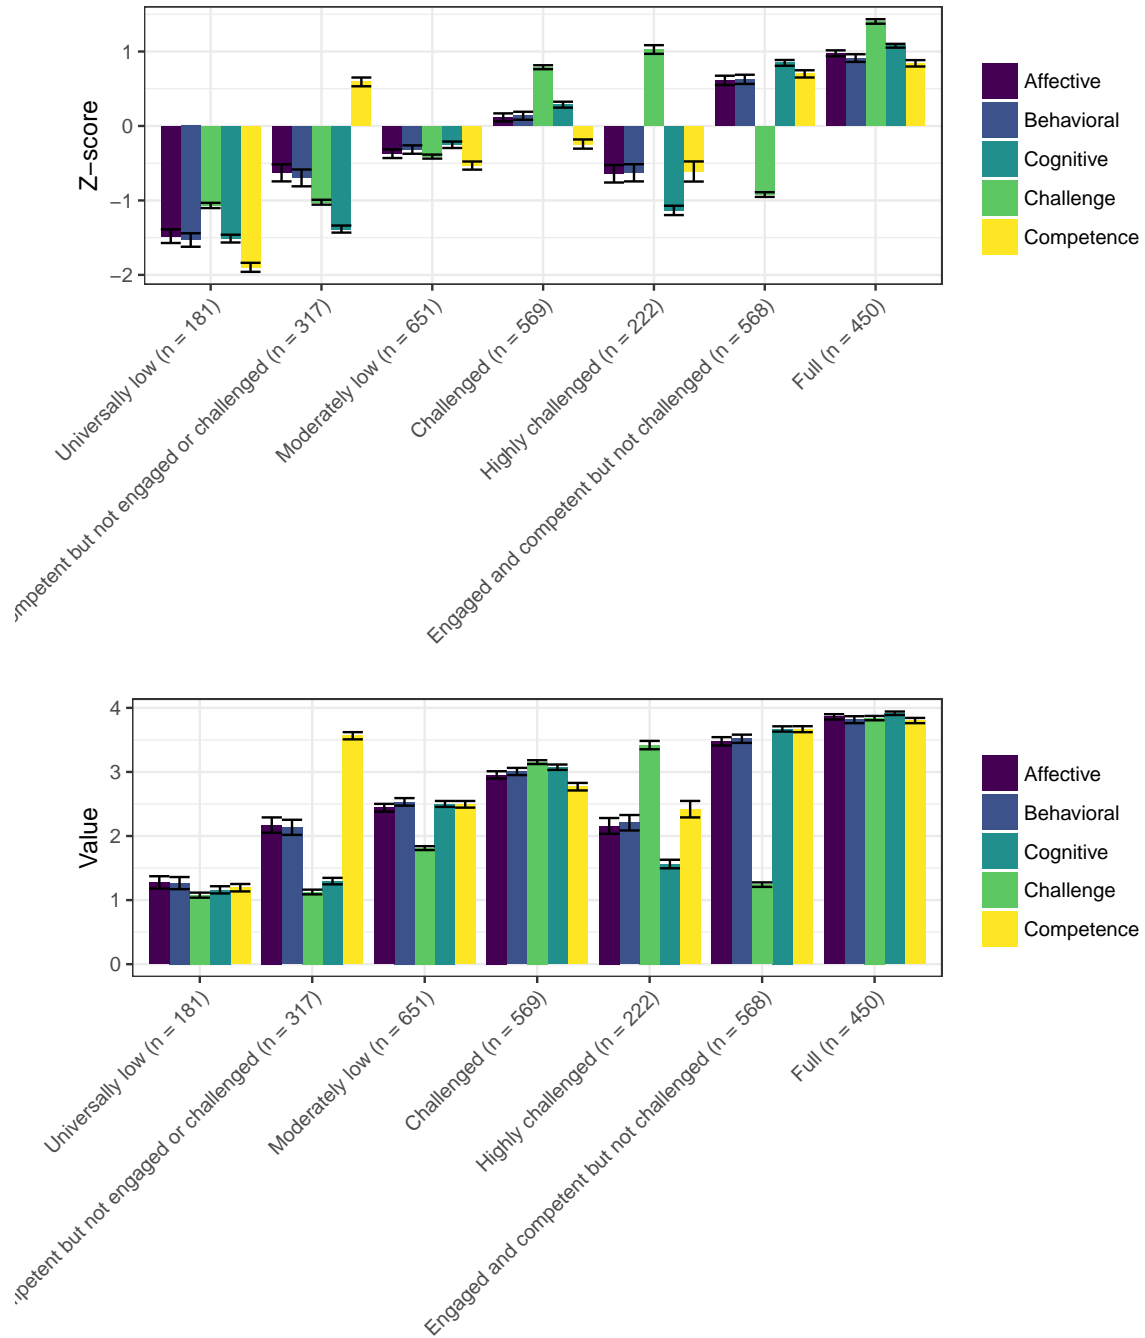 1
0
−1
−2
Z−score
Universally low (n = 181)
but not engaged or challenged (n = 317)
Moderately low (n = 651)
Challenged (n = 569)
Highly challenged (n = 222)
Engaged and competent but not challenged (n = 568)
Full (n = 450)
Affective
Behavioral
Cognitive
Challenge
Competence
4
3
2
1
0
Value
Universally low (n = 181)
but not engaged or challenged (n = 317)
Moderately low (n = 651)
Challenged (n = 569)
Highly challenged (n = 222)
Engaged and competent but not challenged (n = 568)
Full (n = 450)
Affective
Behavioral
Cognitive
Challenge
Competence